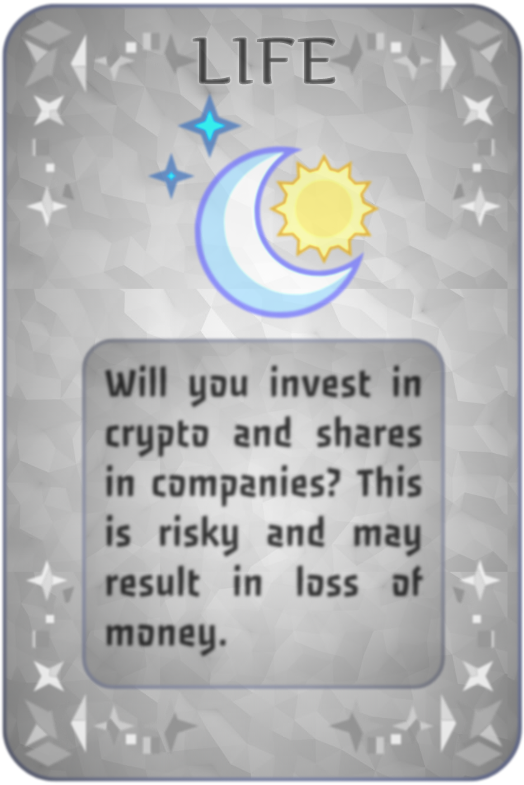 LIFE
Will you invest in
crypto and shares
in companies? This
is risky and may
result in loss of
money.